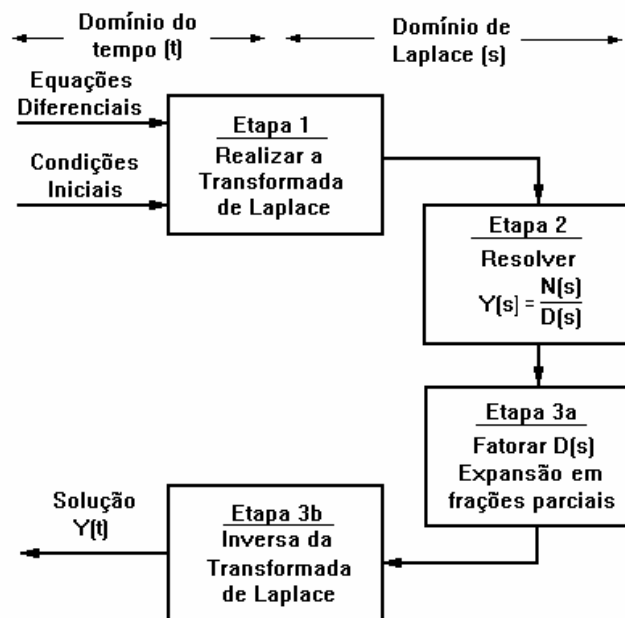 Domínio do
tempo (t)
Domínio de
Laplace (s)
Equações
Diferenciais
Condições
Iniciais
Etapa 1
Realizar a
Transformada
de Laplace
Etapa 2
Resolver
Y(s) = N(s)
D(s)
Etapa 3a
Fatorar D(s)
Expansão em
frações parciais
Solução
Y(t)
Etapa 3b
Inversa da
Transformada
de Laplace